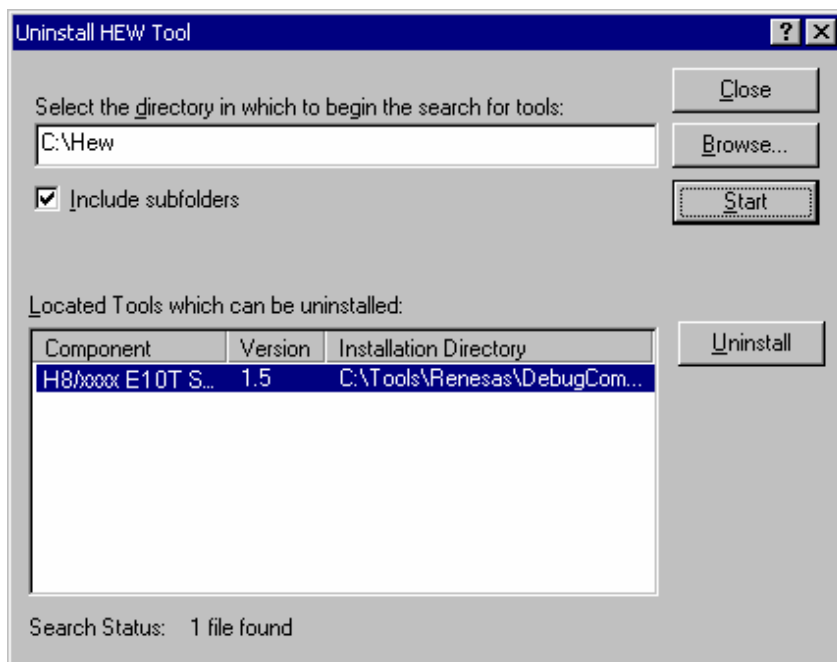 Uninstall HEW Tool
Close
Select the directory in which to begin the search for tools:
C:\Hew
Browse...
Include subfolders
Start
Located Tools which can be uninstalled:
Component Version Installation Directory
Uninstall
H8/xxxx E10T S... 1.5 C:\Tools\Renesas\DebugCom...
Search Status: 1 file found